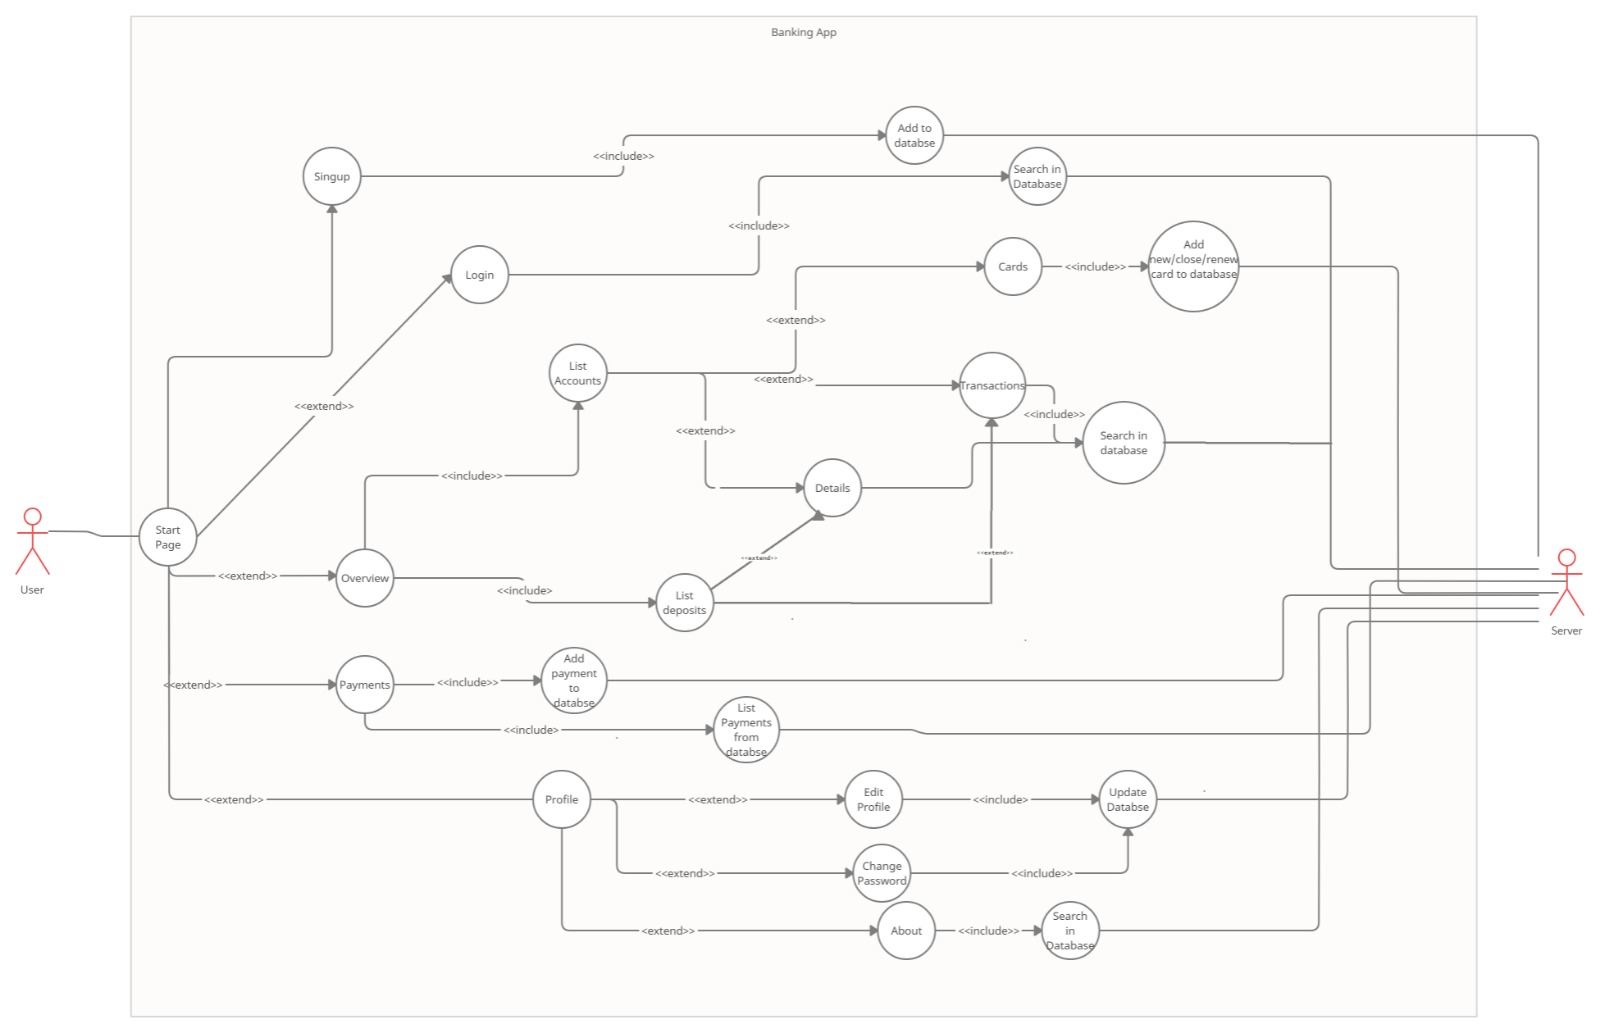 Banking App
Add to
databse
<<include>>
Singup
Search in
Database
<<include>>
Login
Cards
<<include>>
Add
new/close/renew
card to database
<<extend>>
List
Accounts
<<extend>>
Transactions
<<extend>>
<<include>>
<<extend>>
Search in
database
<<include>>
Details
Start
Page
<<extend>>
<<extend>>
<<extend>>
Overview
<<include>
List
deposits
User
Server
<<extend>>
Payments
<<include>>
Add
payment
to
databse
<<include>
List
Payments
from
databse
<<extend>>
Profile
<<extend>>
Edit
Profile
<<include>
Update
Databse
<<extend>>
Change
Password
<<include>>
<extend>>
About
<<include>>
Search
in
Database